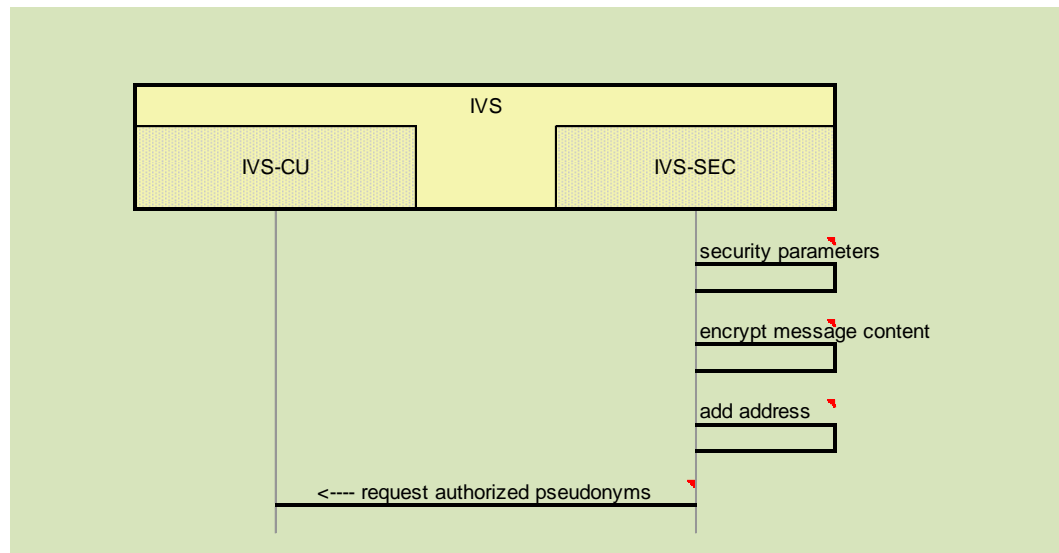 IVS
IVS-CU
IVS-SEC
security parameters
encrypt message content
add address
<---- request authorized pseudonyms